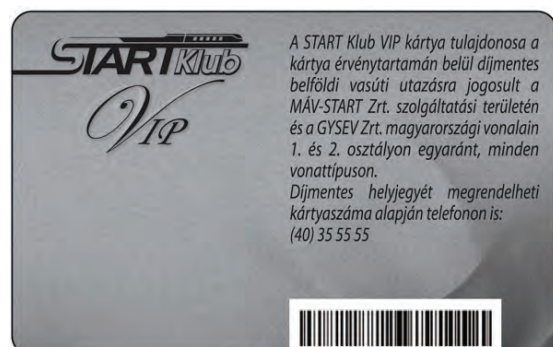 START Klub
VIP
A START Klub VIP kártya tulajdonosa a
kártya érvénytartamán belül díjmentes
belföldi vasúti utazásra jogosult a
MÁV-START Zrt. szolgáltatási területén
és a GYSEV Zrt. magyarországi vonalain
1. és 2. osztályon egyaránt, minden
vonattípuson.
Díjmentes helyjegyét megrendelheti
kártyaszáma alapján telefonon is:
(40) 35 55 55